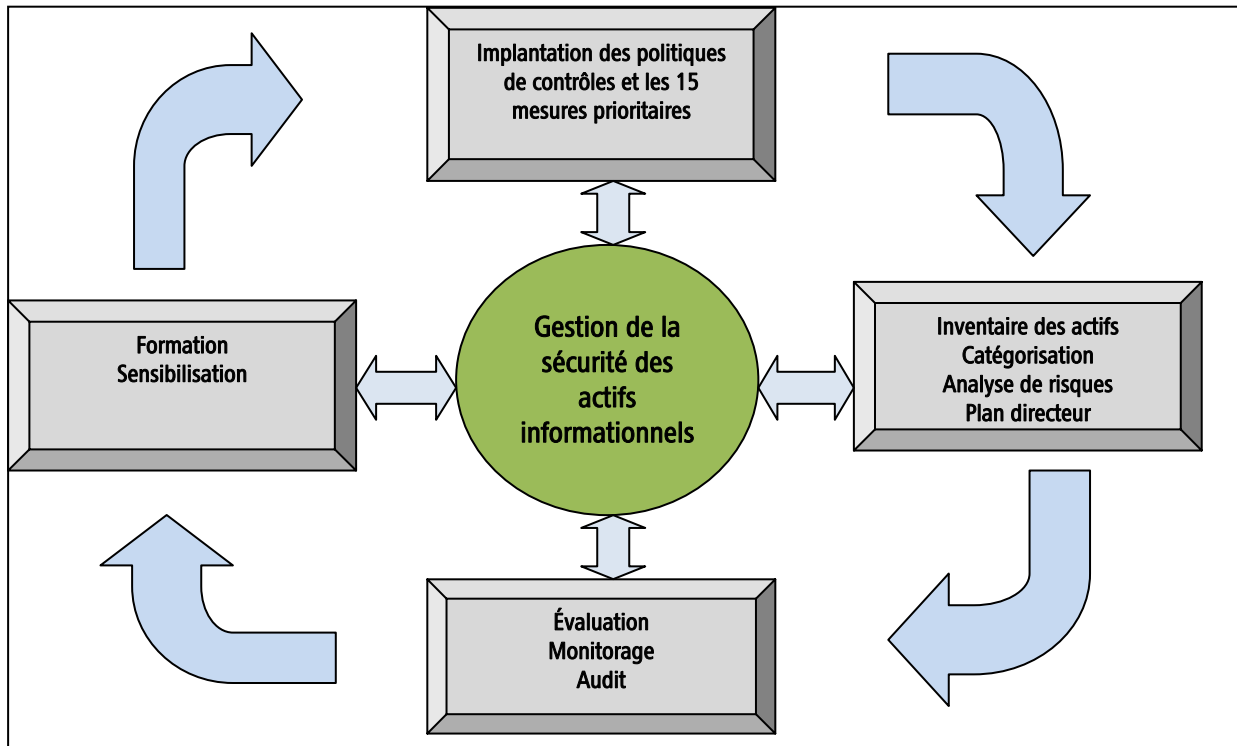 Implantation des politiques
de contrôles et les 15
mesures prioritaires
Formation
Sensibilisation
Gestion de la
sécurité des
actifs
informationnels
Inventaire des actifs
Catégorisation
Analyse de risques
Plan directeur
Évaluation
Monitorage
Audit